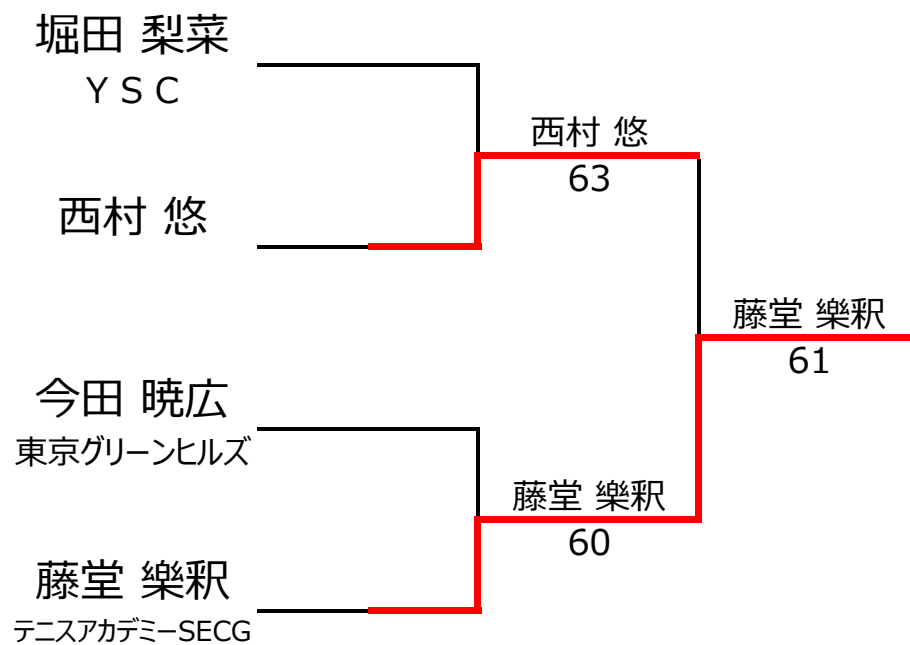 堀田 梨菜
ＹＳＣ
西村 悠
西村 悠
63
今田 暁広
東京グリーンヒルズ
藤堂 樂釈
テニスアカデミーSECG
藤堂 樂釈
60
藤堂 樂釈
61